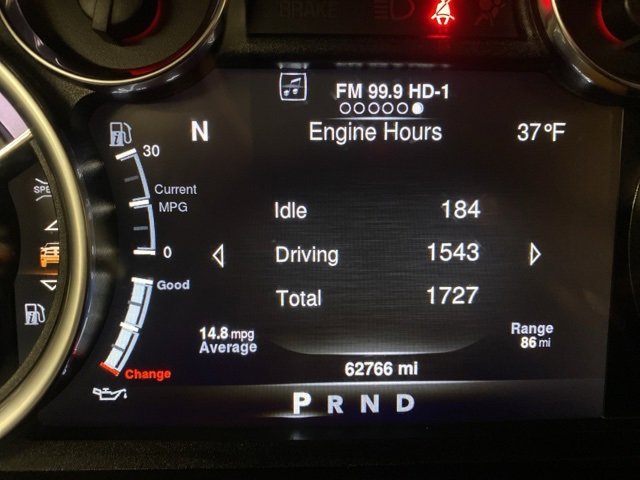 BRAKE
FM 99.9 HD-1
N
Engine Hours
37°F
30
Current
MPG
0
Idle 184
Driving 1543
Total 1727
Good
Change
14.8 mpg
Average
Range
86 mi
62766 mi
P R N D